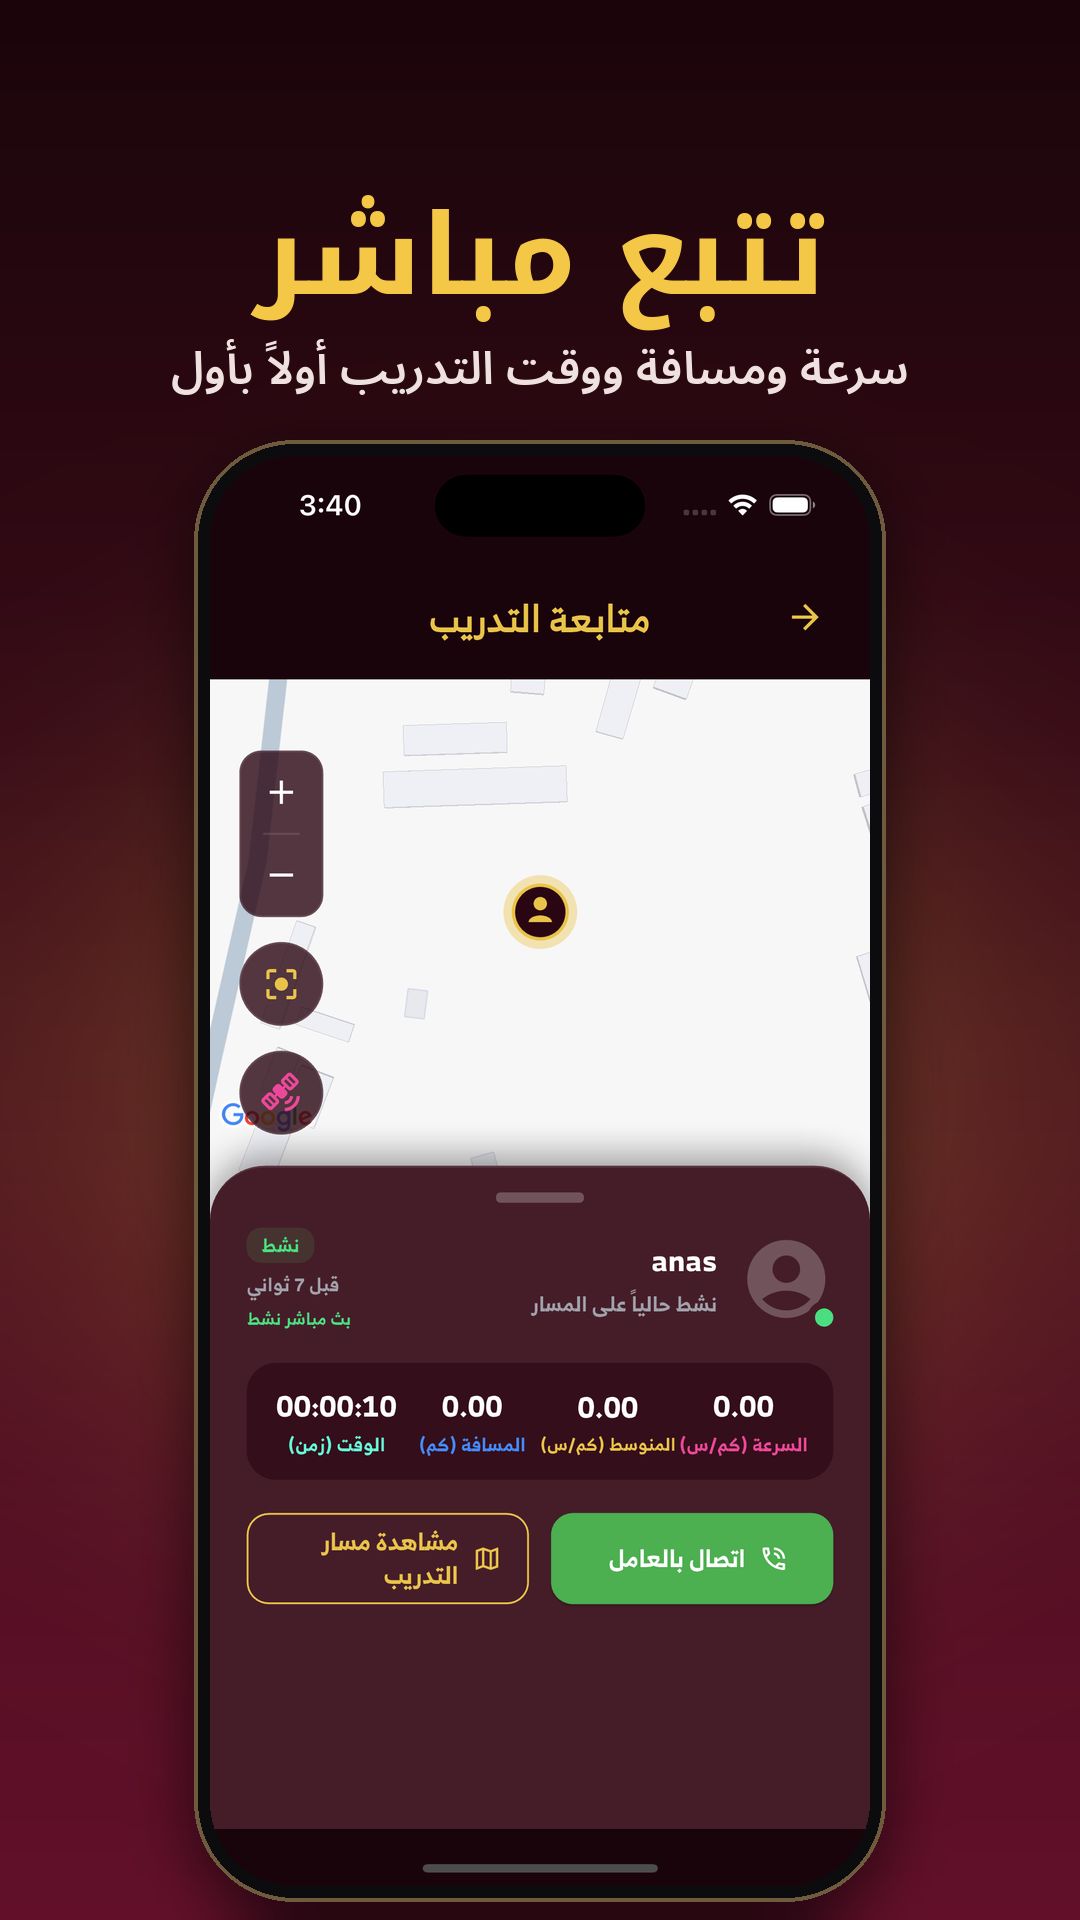 تتبع مباشر
سرعة ومسافة ووقت التدريب أولاً بأول
3:40
متابعة التدريب
Google
anas
نشط حالياً على المسار
نشط
قبل 7 ثواني
بث مباشر نشط
0.00 0.00 0.00 00:00:10
السرعة (كم/س) المنوسط (كم/س) المسافة (كم) الوقت (زمن)
اتصال بالعامل
مشاهدة مسار
التدريب